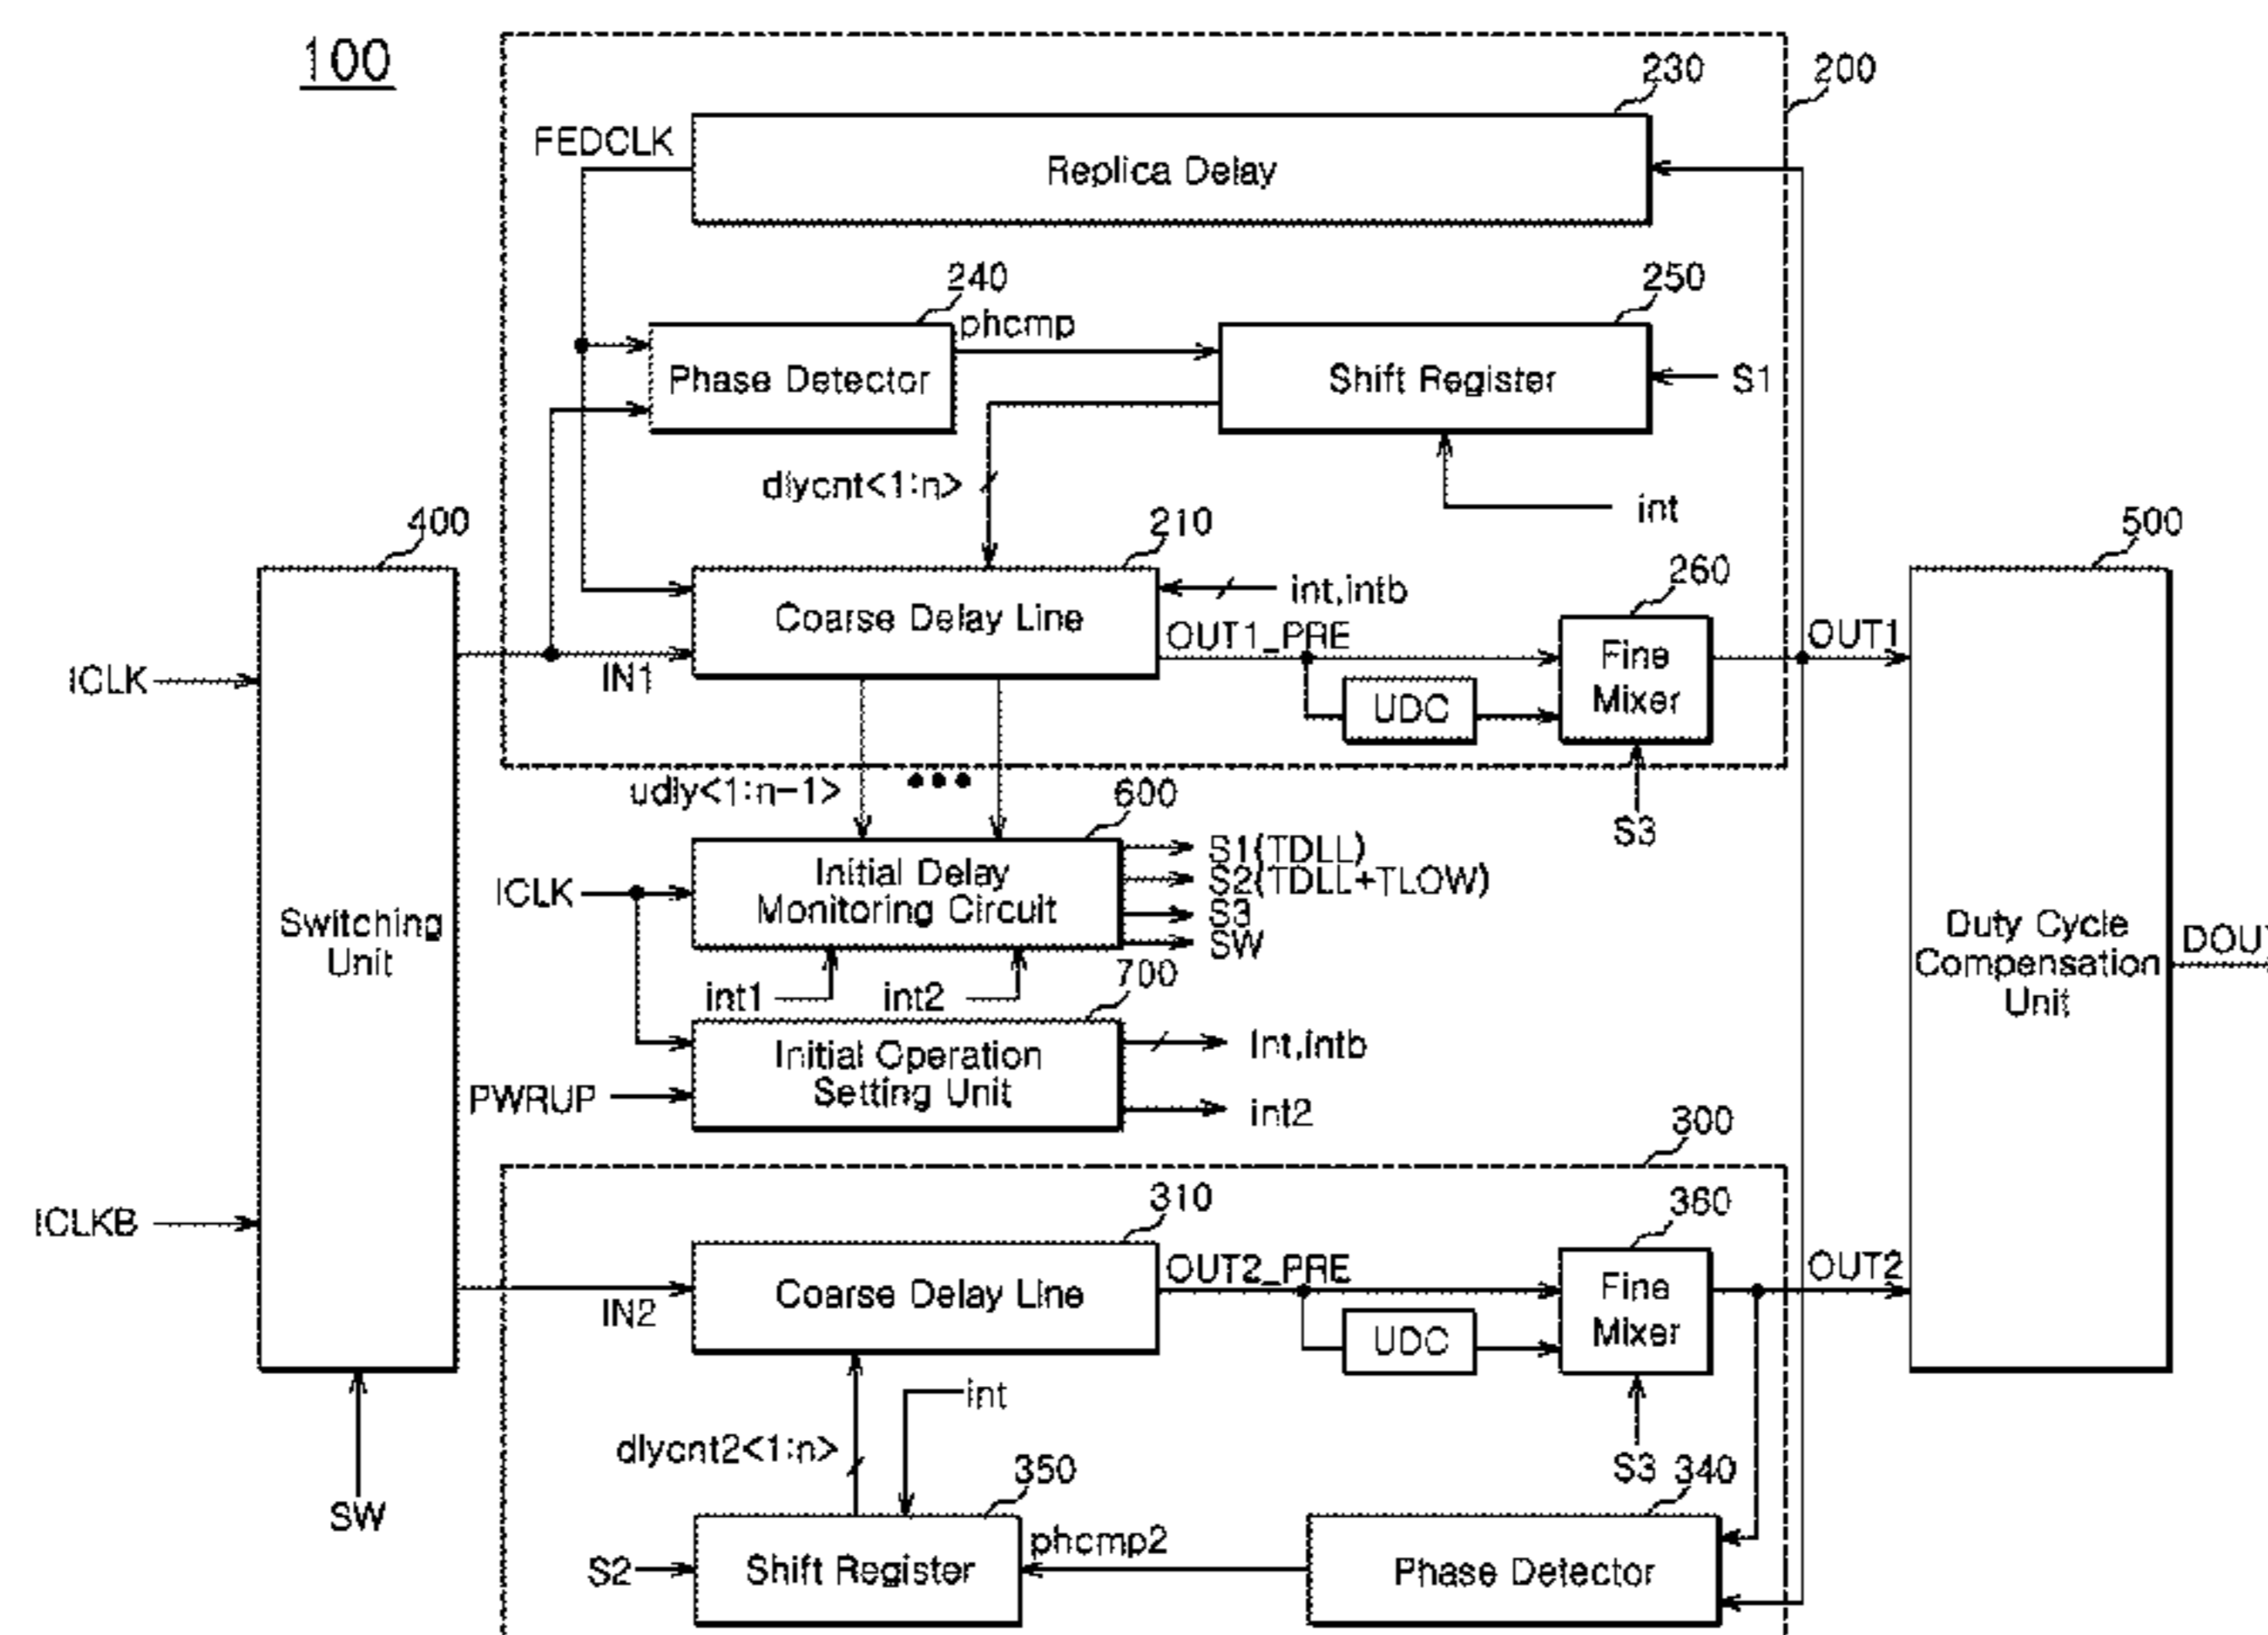 100
230
200
FEDCLK
Replica Delay
240
250
phcmp
Phase Detector
Shift Register
S1
dlycnt<1:n>
int
400
210
500
260
Coarse Delay Line
int,intb
OUT1_PRE
OUT1
Fine
Mixer
ICLK
IN1
UDC
udly<1:n-1>
•••
600
S3
S1(TDLL)
S2(TDLL+TLOW)
S3
SW
ICLK
Initial Delay
Monitoring Circuit
Switching
Unit
Duty Cycle
Compensation
Unit
DOUT
int1
int2
700
Initial Operation
Setting Unit
int,intb
PWRUP
int2
300
310
360
ICLKB
OUT2_PRE
OUT2
Coarse Delay Line
Fine
Mixer
IN2
UDC
int
dlycnt2<1:n>
350
S3
340
SW
phcmp2
S2
Shift Register
Phase Detector